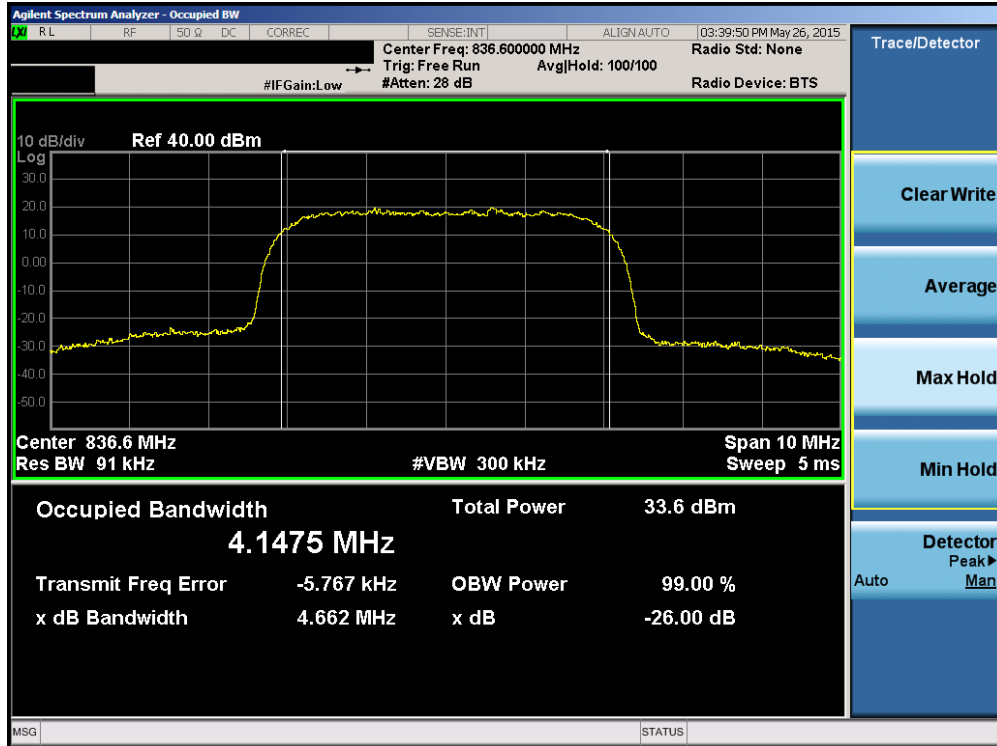 Agilent Spectrum Analyzer - Occupied BW
LXI RL RF 50 Ω DC CORREC SENSE:INT ALIGN AUTO 03:39:50 PM May 26, 2015
Center Freq: 836.600000 MHz Radio Std: None
Trig: Free Run Avg|Hold: 100/100
#IFGain:Low #Atten: 28 dB Radio Device: BTS
10 dB/div Ref 40.00 dBm
Log
30.0
20.0
10.0
0.00
-10.0
-20.0
-30.0
-40.0
-50.0
Center 836.6 MHz Span 10 MHz
Res BW 91 kHz #VBW 300 kHz Sweep 5 ms
Occupied Bandwidth Total Power 33.6 dBm
4.1475 MHz
Transmit Freq Error -5.767 kHz OBW Power 99.00 %
x dB Bandwidth 4.662 MHz x dB -26.00 dB
Trace/Detector
Clear Write
Average
Max Hold
Min Hold
Detector
Peak▶
Auto Man
MSG STATUS